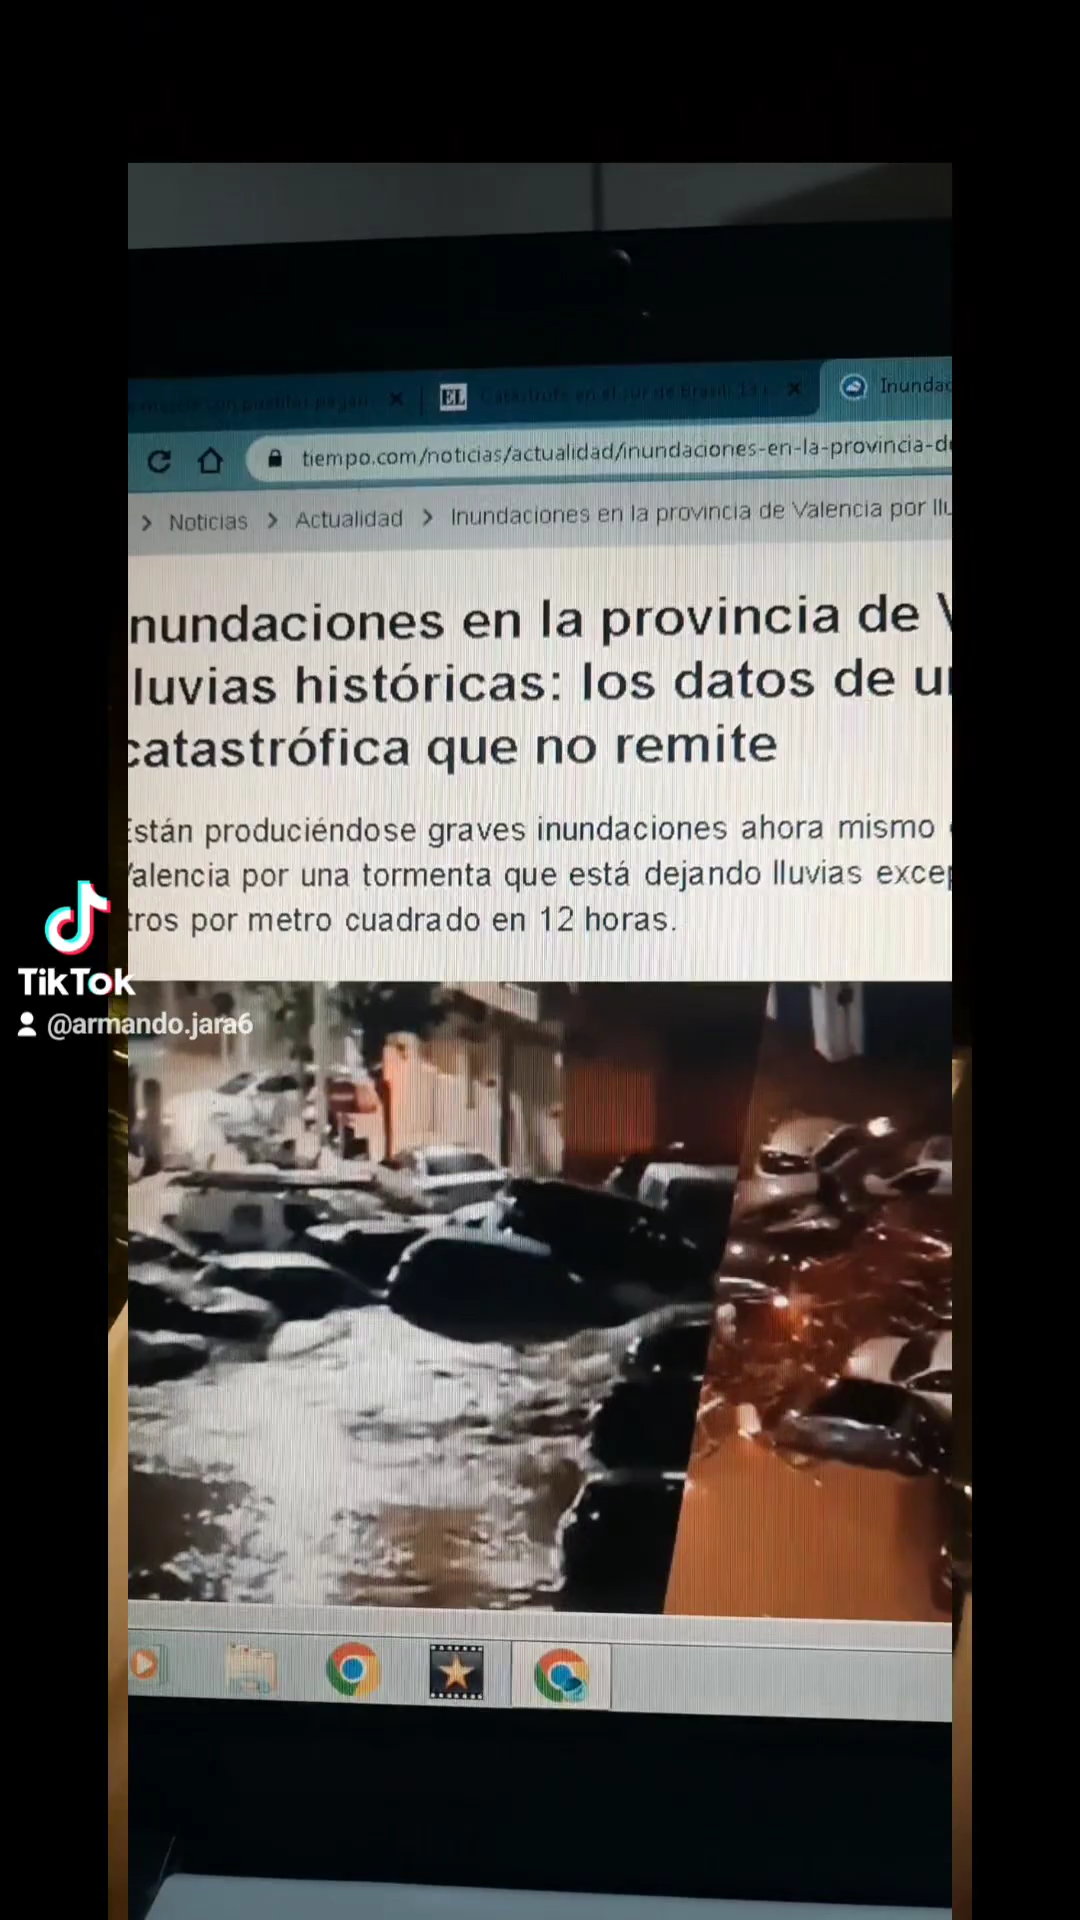 EL Catástrofe en el sur de Brasil: 13
Inundac
tiempo.com/noticias/actualidad/inundaciones-en-la-provincia-de
> Noticias > Actualidad > Inundaciones en la provincia de Valencia por llu
nundaciones en la provincia de V
lluvias históricas: los datos de u
catastrófica que no remite
Están produciéndose graves inundaciones ahora mismo
Valencia por una tormenta que está dejando lluvias excep
tros por metro cuadrado en 12 horas.
TikTok
@armando.jara6